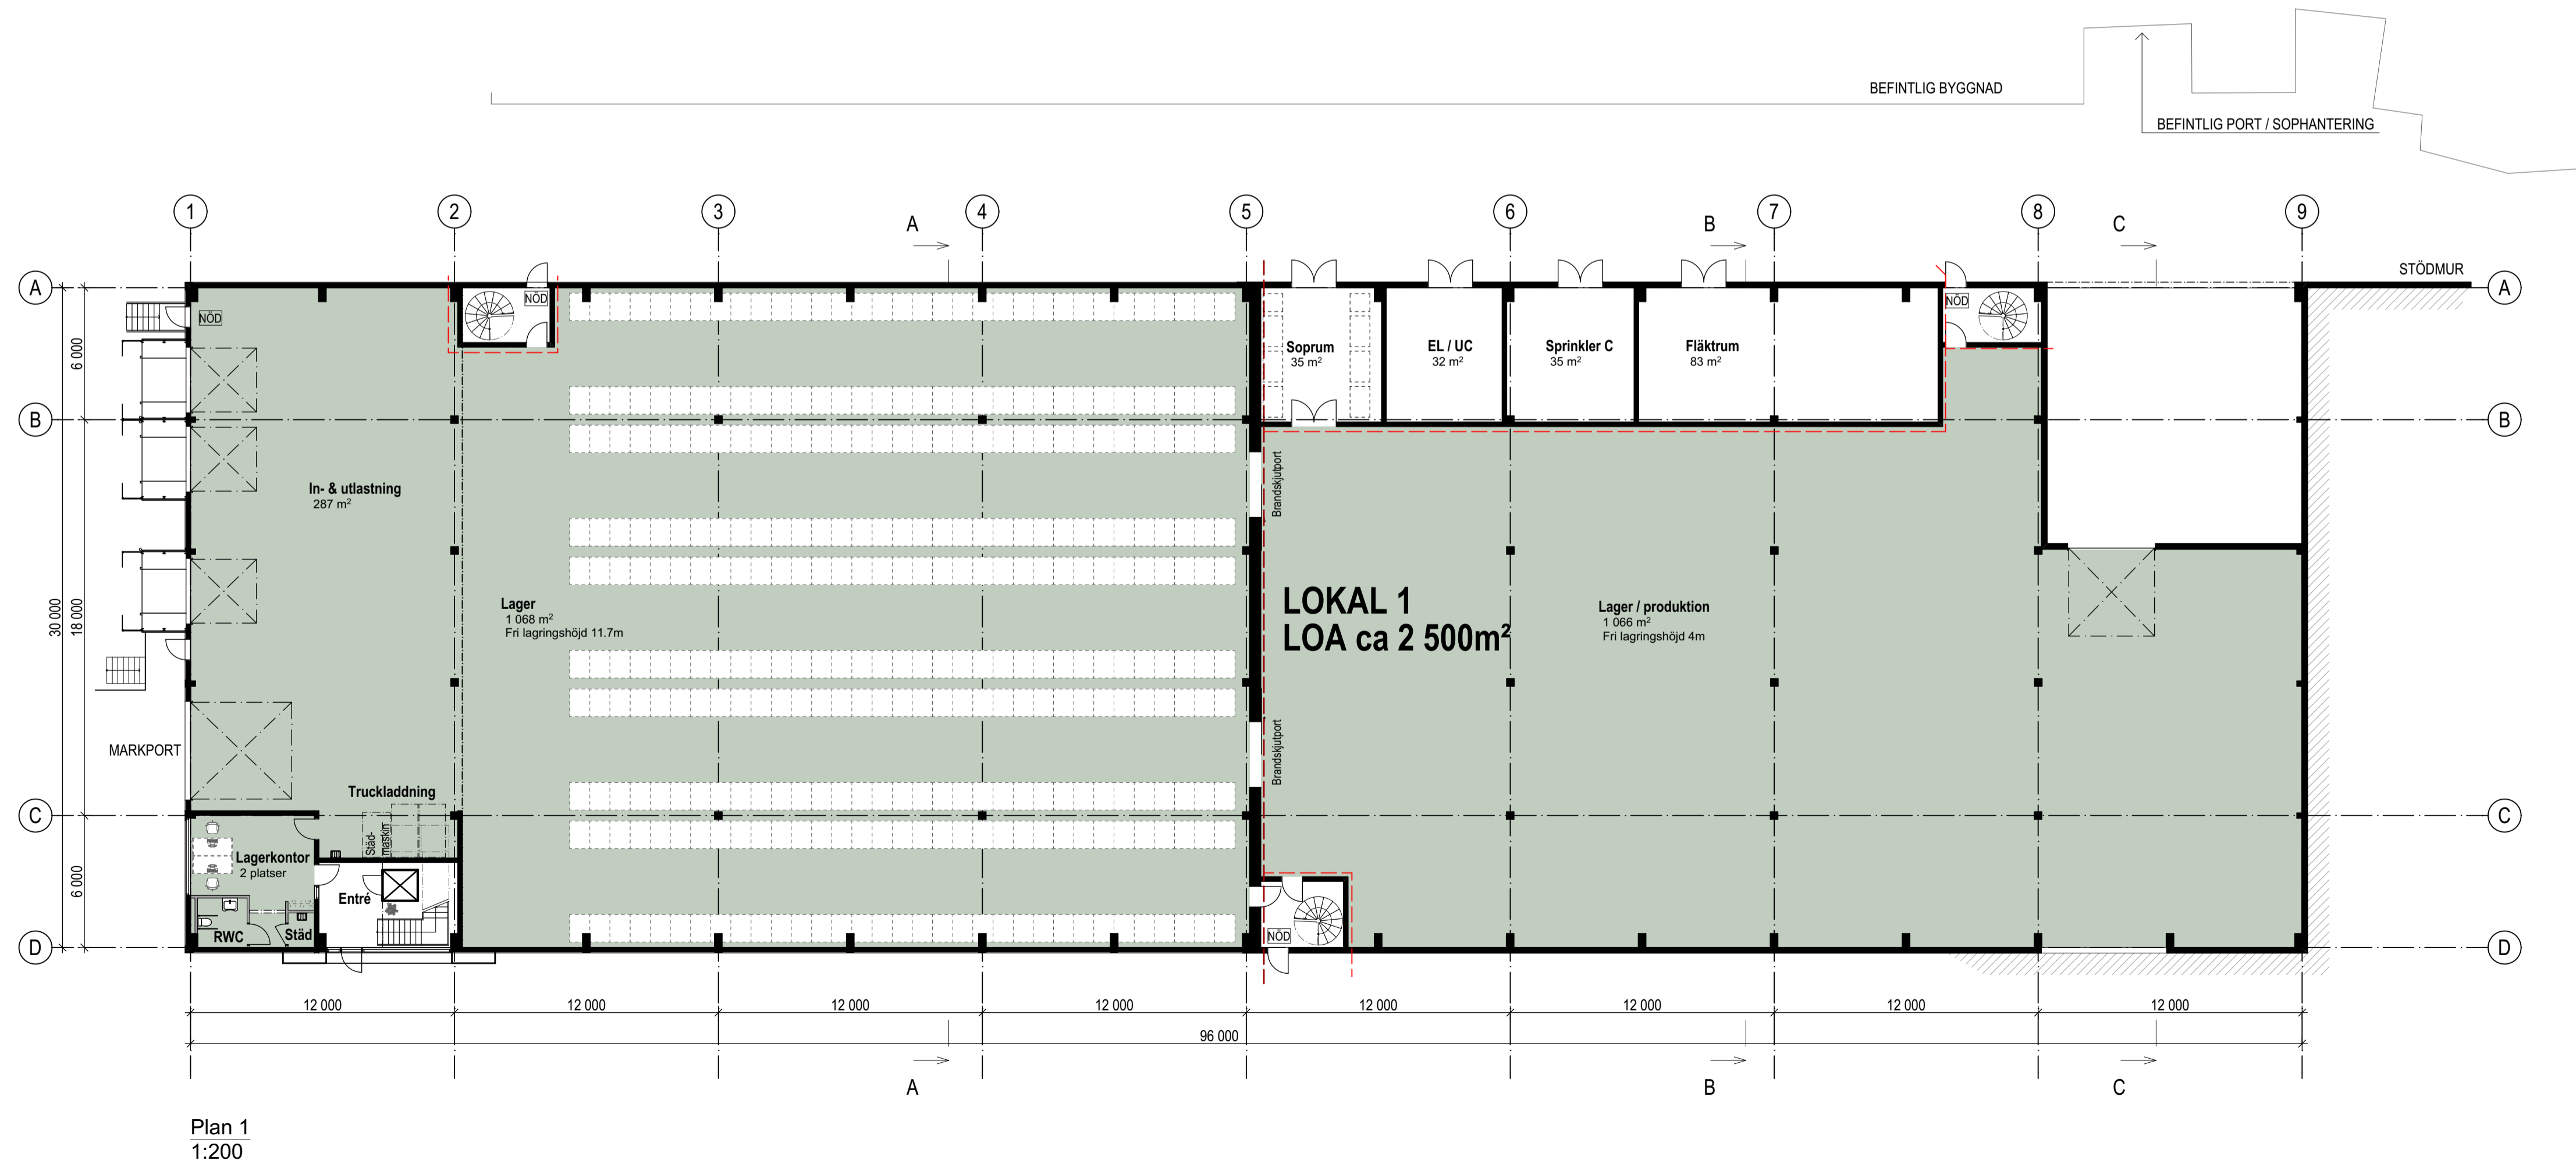 BEFINTLIG BYGGNAD
BEFINTLIG PORT / SOPHANTERING
1 2 3 4 5 6 7 8 9
A B C
STÖDMUR
A A
NÖD NÖD NÖD
6 000
Soprum
35 m²
EL / UC
32 m²
Sprinkler C
35 m²
Fläktrum
83 m²
B B
Brandskjutport
In- & utlastning
287 m²
30 000
18 000
Lager
1 068 m²
Fri lagringshöjd 11.7m
LOKAL 1
LOA ca 2 500m²
Lager / produktion
1 066 m²
Fri lagringshöjd 4m
MARKPORT
Brandskjutport
Truckladdning
C C
Städ-
maskin
Lagerkontor
2 platser
6 000
Entré
RWC
Städ
NÖD
D D
12 000 12 000 12 000 12 000 12 000 12 000 12 000 12 000
96 000
A B C
Plan 1
1:200